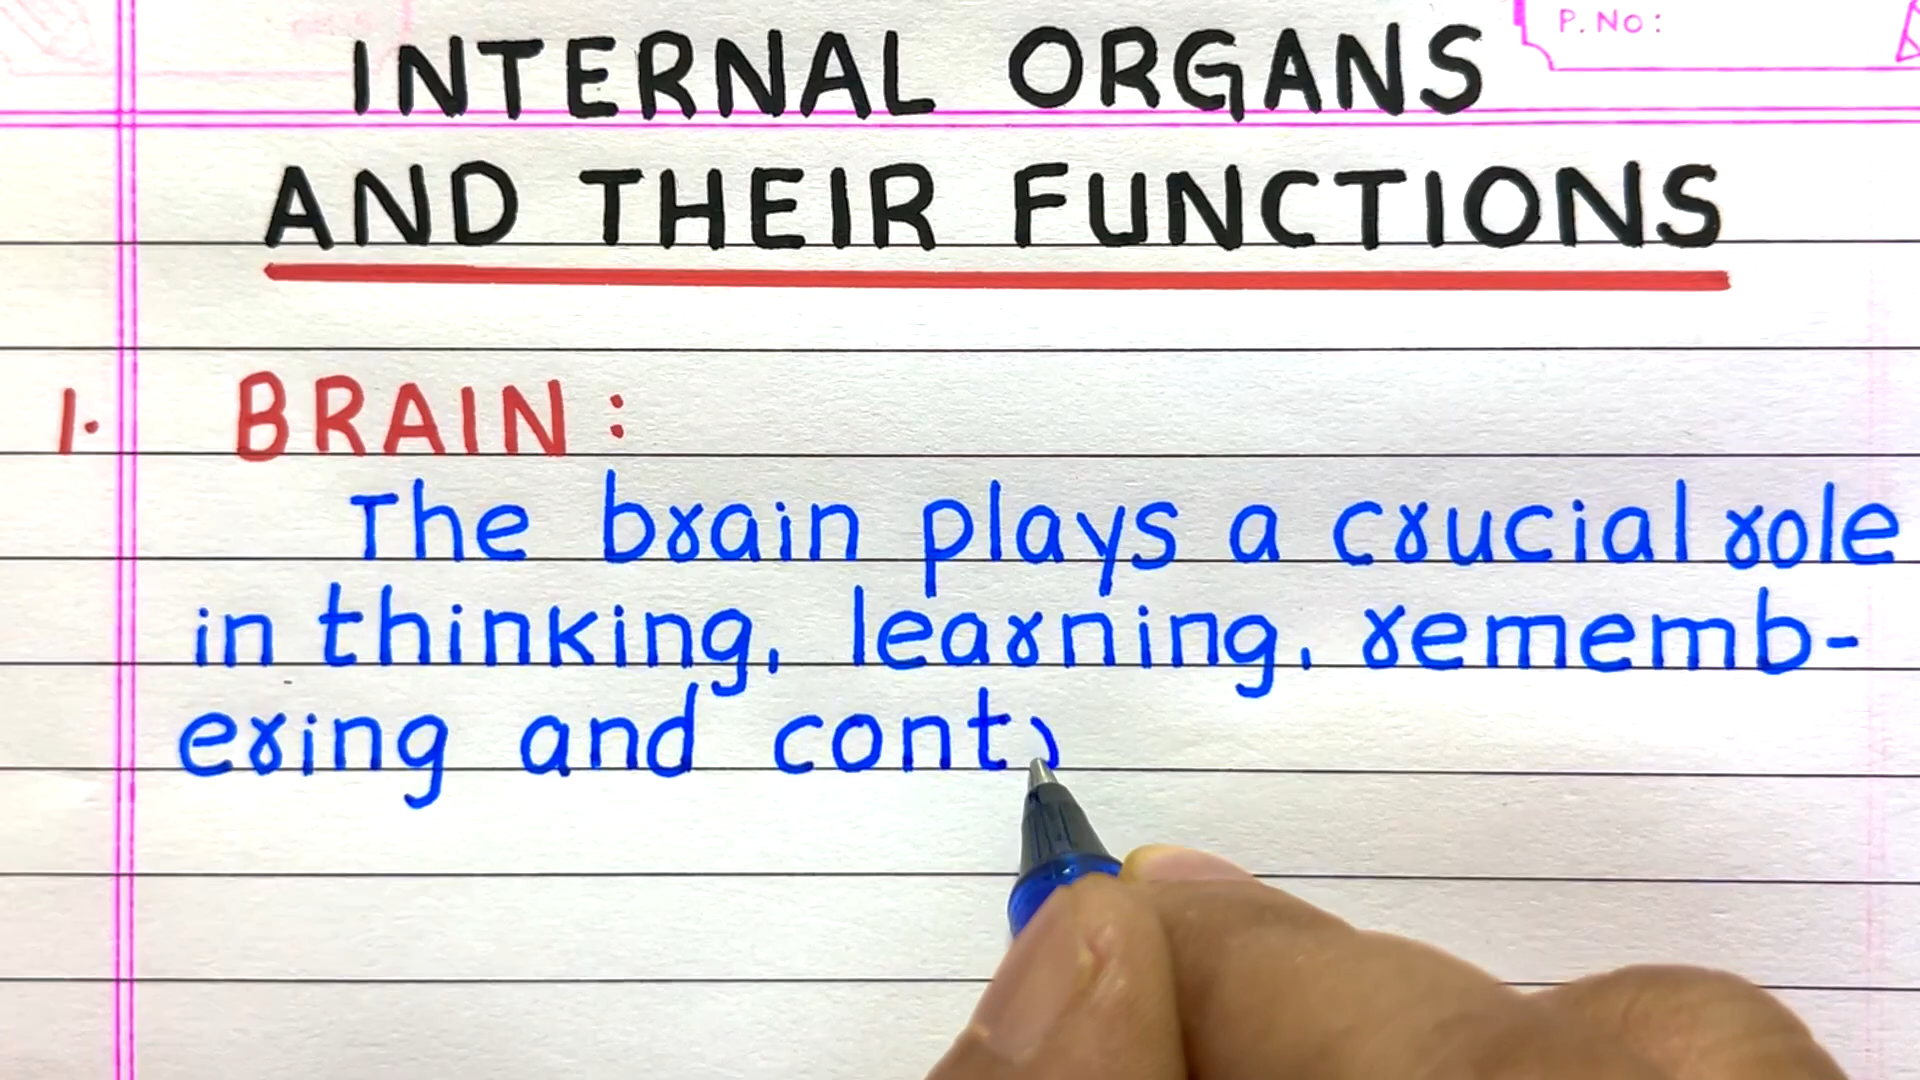 P. No:
INTERNAL ORGANS
AND THEIR FUNCTIONS
1. BRAIN:
The brain plays a crucial role
in thinking, learning, rememb-
ering and cont